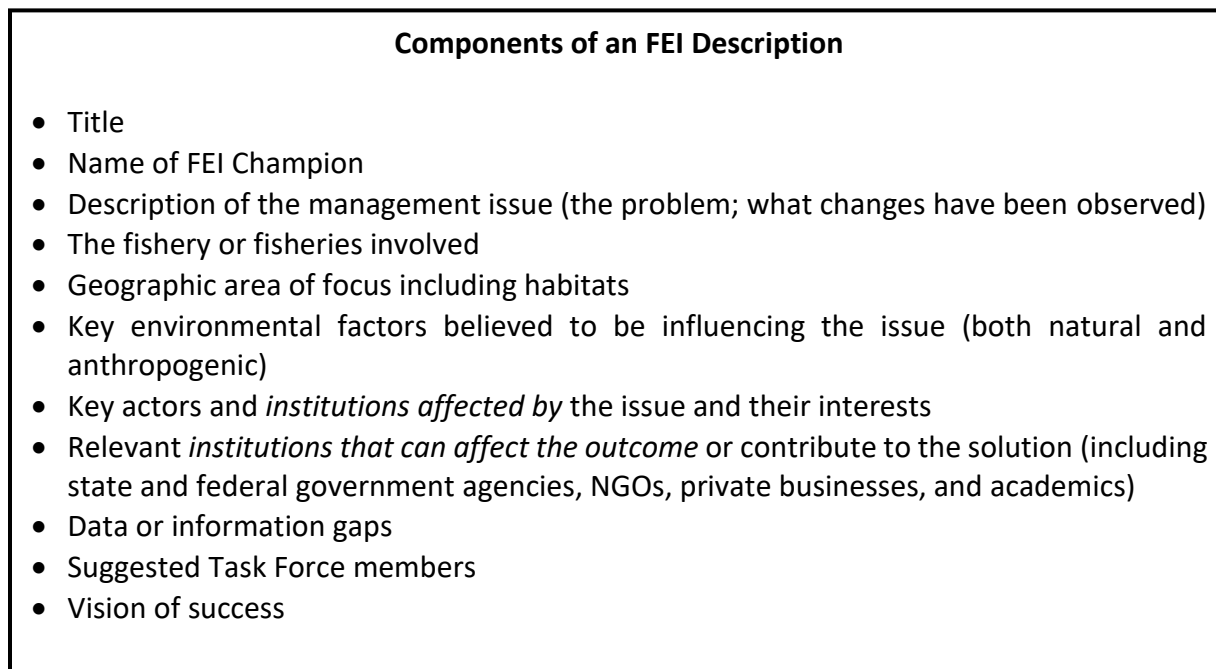 Components of an FEI Description
• Title
• Name of FEI Champion
• Description of the management issue (the problem; what changes have been observed)
• The fishery or fisheries involved
• Geographic area of focus including habitats
• Key environmental factors believed to be influencing the issue (both natural and
anthropogenic)
• Key actors and institutions affected by the issue and their interests
• Relevant institutions that can affect the outcome or contribute to the solution (including
state and federal government agencies, NGOs, private businesses, and academics)
• Data or information gaps
• Suggested Task Force members
• Vision of success